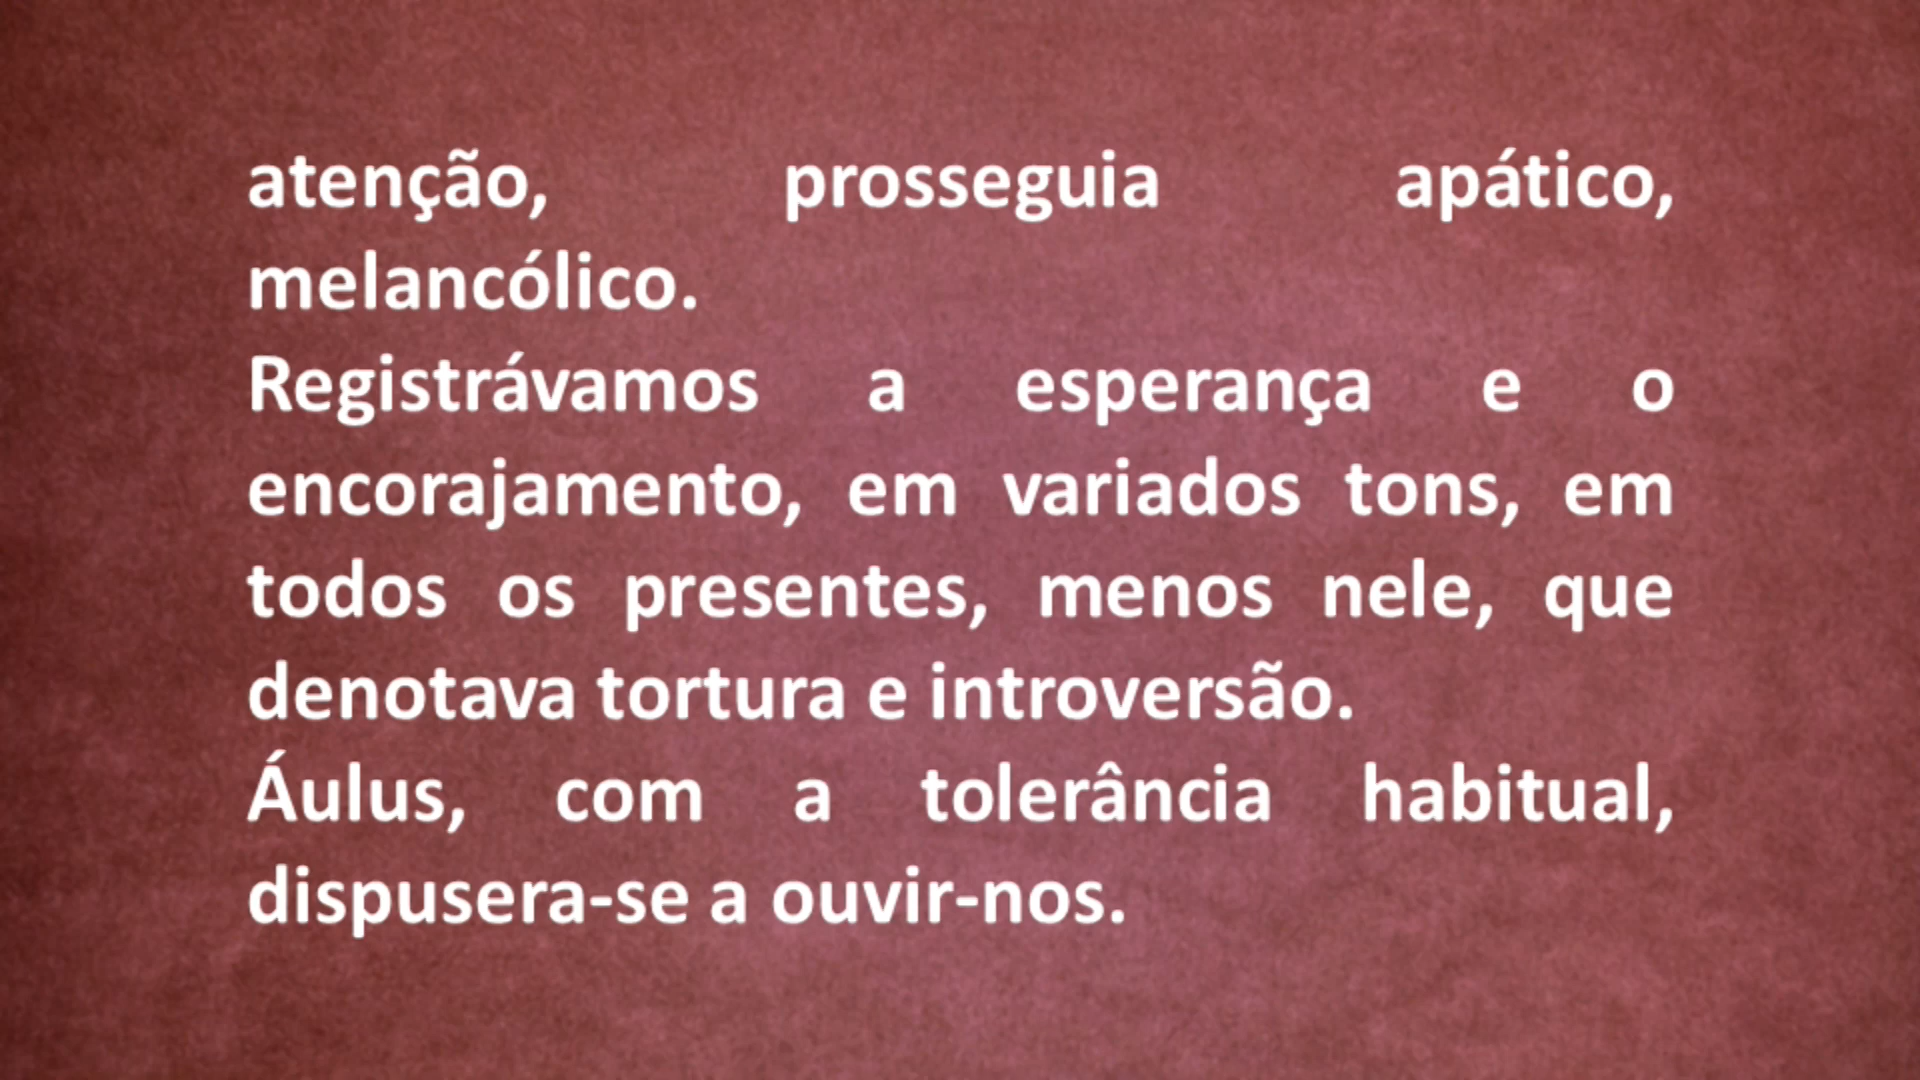 atenção, prosseguia apático,
melancólico.
Registrávamos a esperança e o
encorajamento, em variados tons, em
todos os presentes, menos nele, que
denotava tortura e introversão.
Áulus, com a tolerância habitual,
dispusera-se a ouvir-nos.